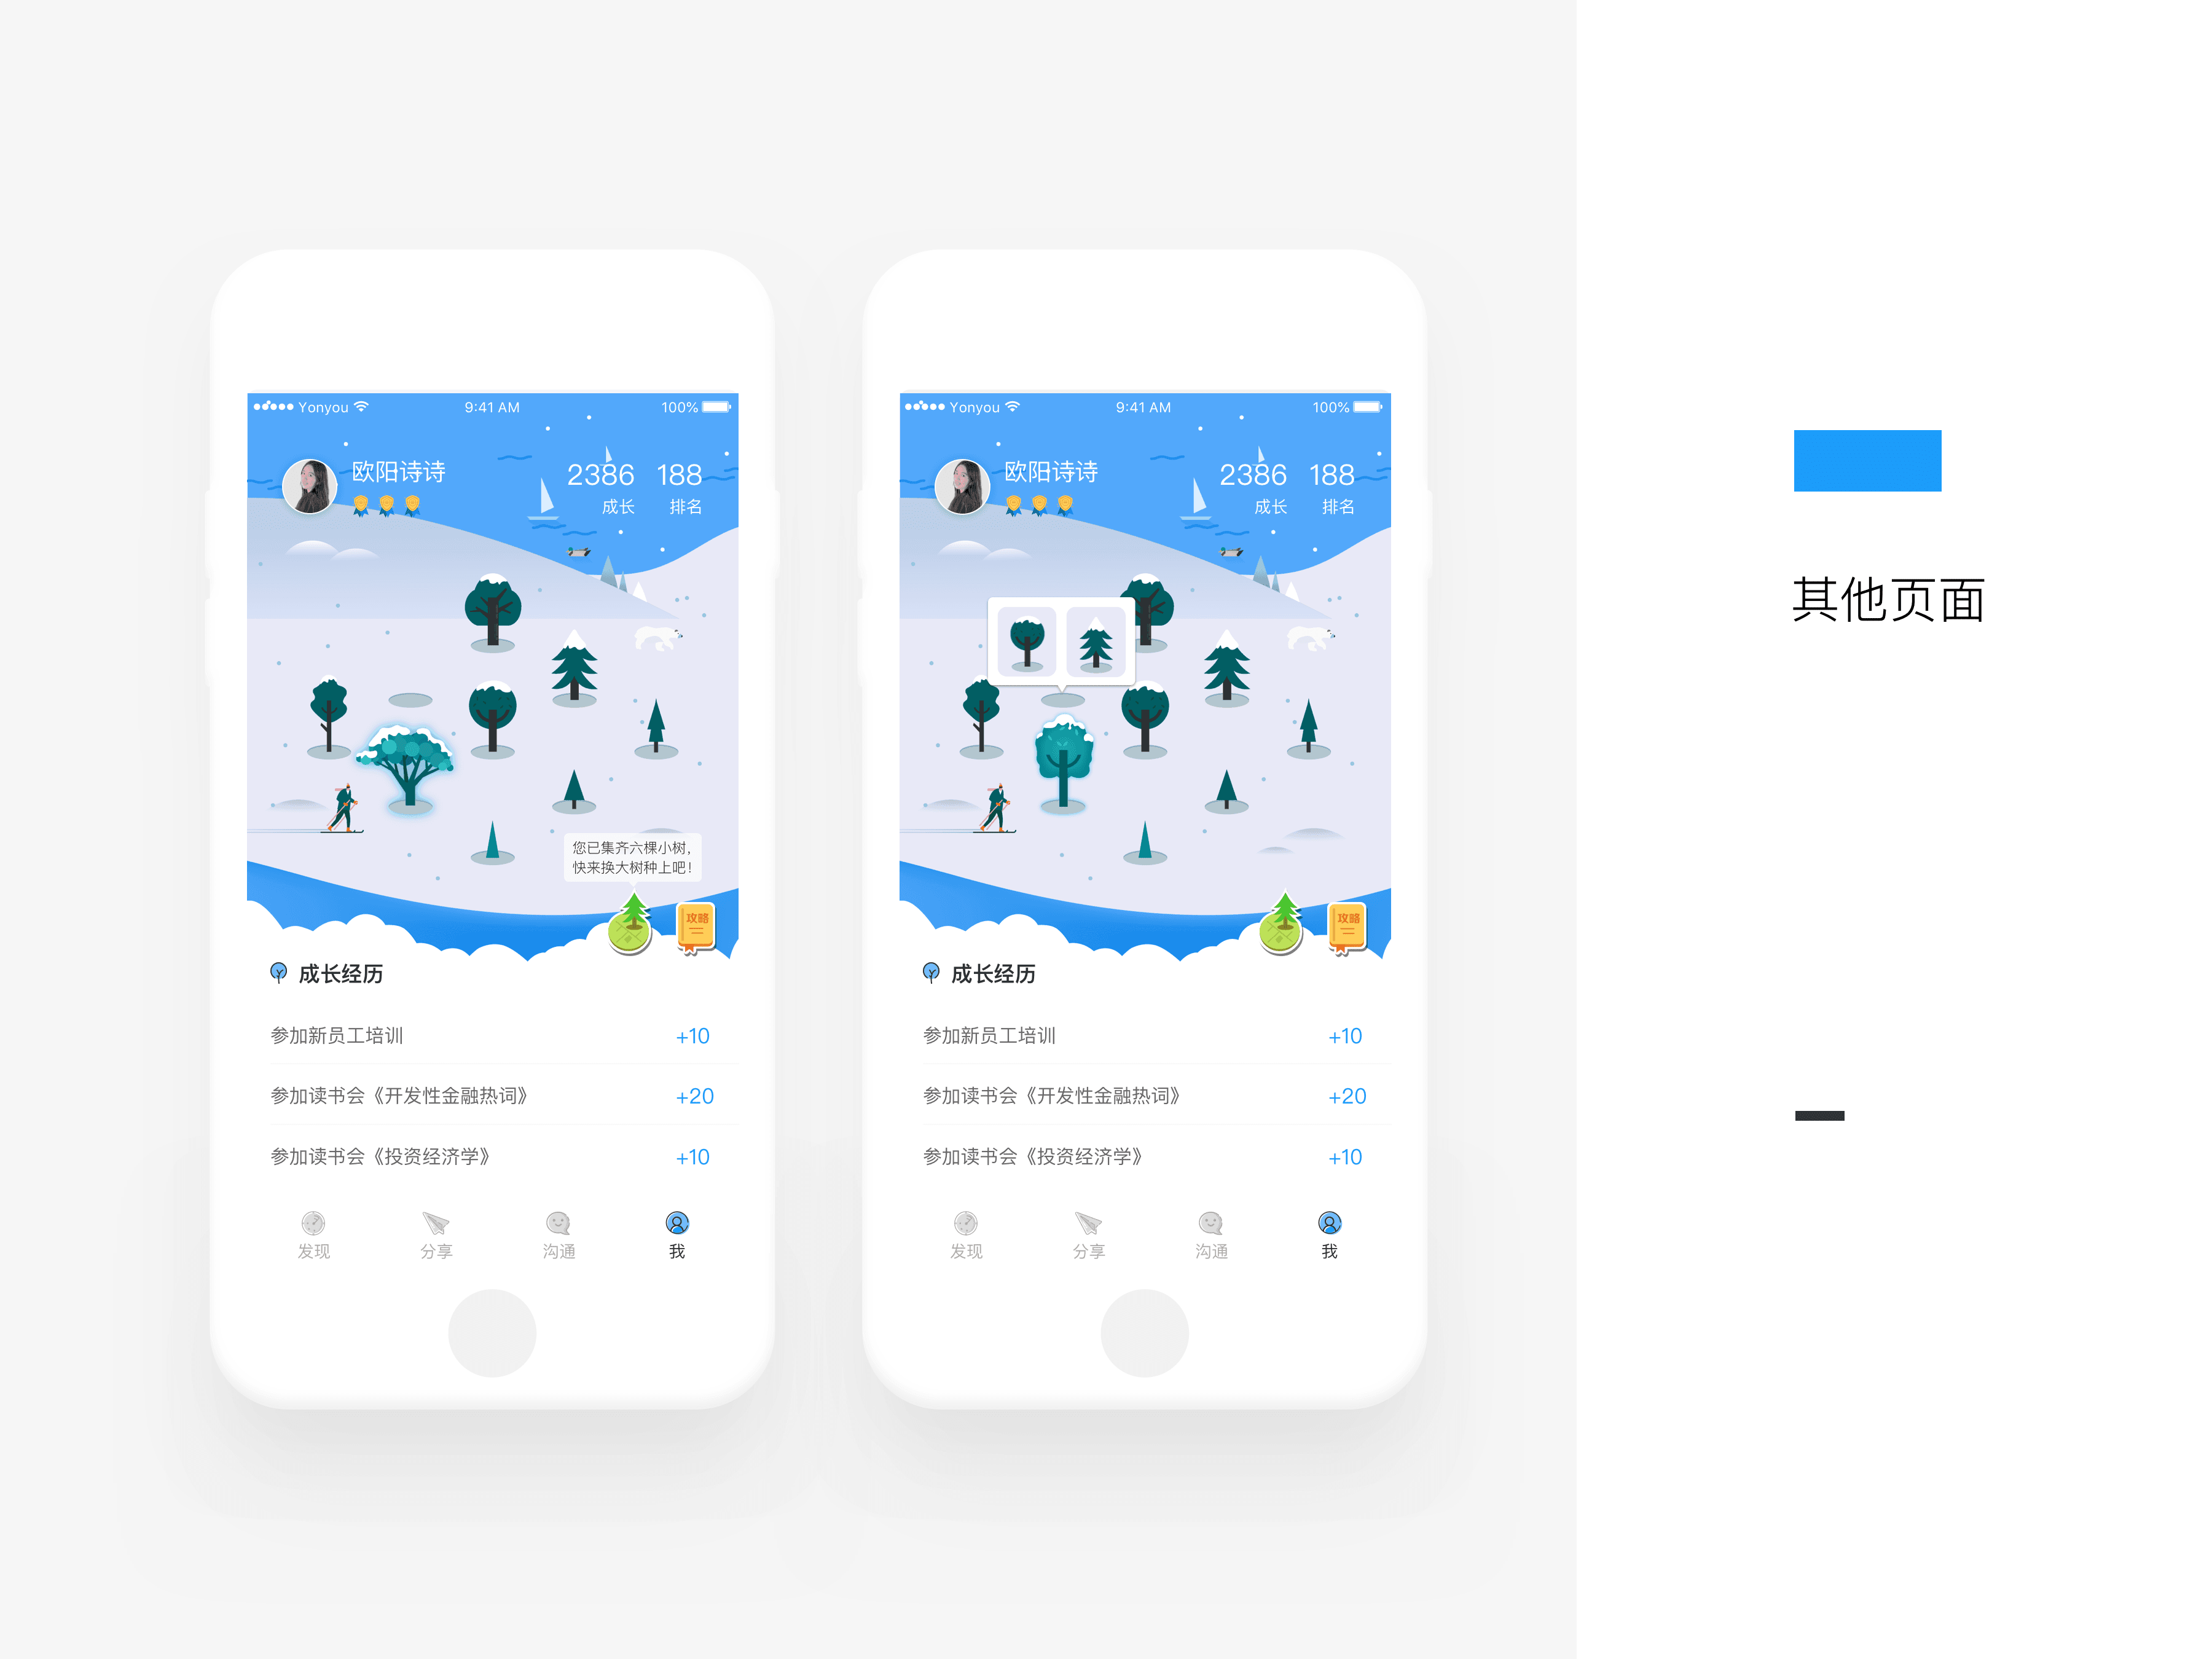 Yonyou 9:41 AM 100%
欧阳诗诗
2386 188
成长 排名
您已集齐六棵小树，
快来换大树种上吧！
攻略
成长经历
参加新员工培训 +10
参加读书会《开发性金融热词》 +20
参加读书会《投资经济学》 +10
发现 分享 沟通 我
Yonyou 9:41 AM 100%
欧阳诗诗
2386 188
成长 排名
攻略
成长经历
参加新员工培训 +10
参加读书会《开发性金融热词》 +20
参加读书会《投资经济学》 +10
发现 分享 沟通 我
其他页面